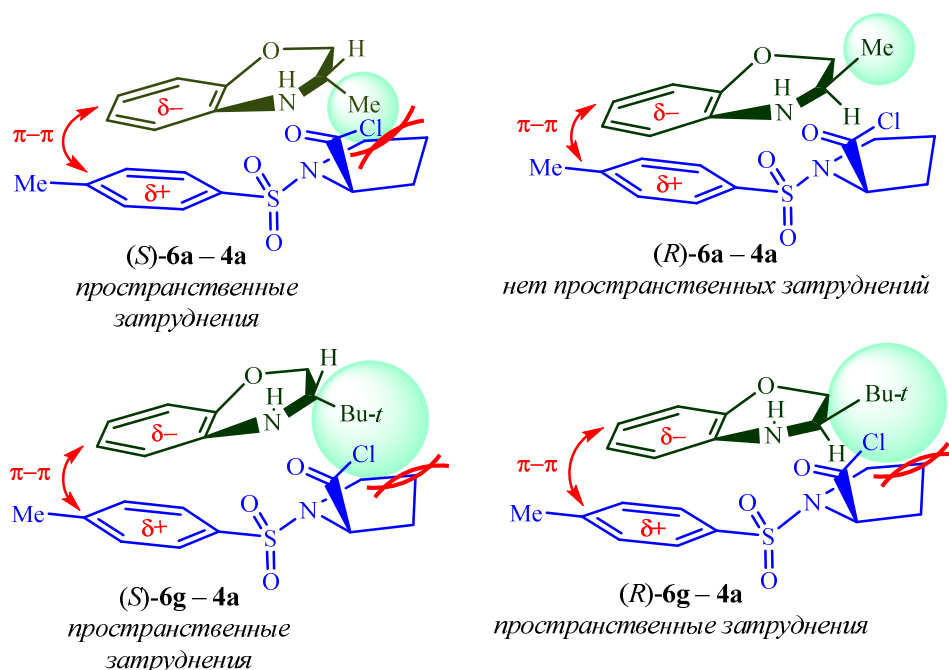 O
H
H
N
Me
δ–
π–π
O
Cl
Me
δ+
O
S
N
O
(S)-6a – 4a
пространственные
затруднения
O
Me
H
N
H
δ–
π–π
O
Cl
Me
δ+
O
S
N
O
(R)-6a – 4a
нет пространственных затруднений
H
O
H
N
Bu-t
δ–
π–π
O
Cl
Me
δ+
O
S
N
O
(S)-6g – 4a
пространственные
затруднения
O
Bu-t
H
N
H
δ–
π–π
O
Cl
Me
δ+
O
S
N
O
(R)-6g – 4a
пространственные затруднения